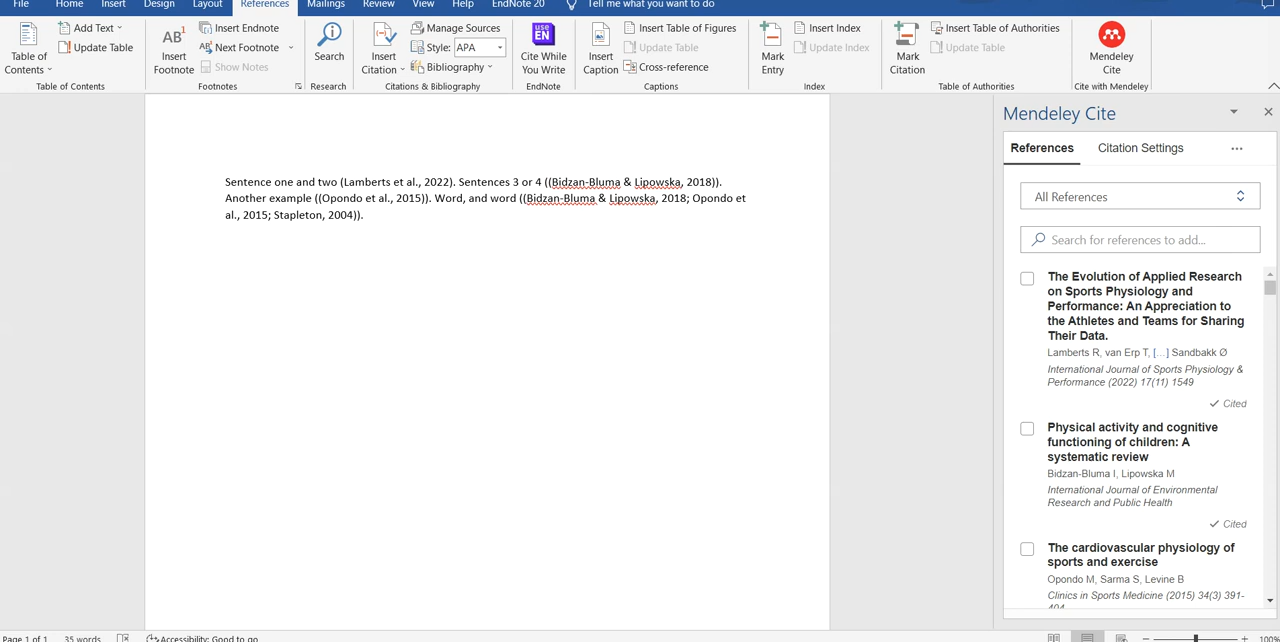 File Home Insert Design Layout References Mailings Review View Help EndNote 20 Tell me what you want to do
Table of Contents
Add Text
Update Table
Table of Contents
AB1
Insert Footnote
Insert Endnote
Next Footnote
Show Notes
Footnotes
Search
Research
Insert Citation
Manage Sources
Style: APA
Bibliography
Citations & Bibliography
use EN
Cite While You Write
EndNote
Insert Caption
Insert Table of Figures
Update Table
Cross-reference
Captions
Mark Entry
Insert Index
Update Index
Index
Mark Citation
Insert Table of Authorities
Update Table
Table of Authorities
Mendeley Cite
Cite with Mendeley
Sentence one and two (Lamberts et al., 2022). Sentences 3 or 4 ((Bidzan-Bluma & Lipowska, 2018)).
Another example ((Opondo et al., 2015)). Word, and word ((Bidzan-Bluma & Lipowska, 2018; Opondo et
al., 2015; Stapleton, 2004)).
Mendeley Cite
References Citation Settings ...
All References
Search for references to add...
The Evolution of Applied Research
on Sports Physiology and
Performance: An Appreciation to
the Athletes and Teams for Sharing
Their Data.
Lamberts R, van Erp T, [...] Sandbakk Ø
International Journal of Sports Physiology &
Performance (2022) 17(11) 1549
Cited
Physical activity and cognitive
functioning of children: A
systematic review
Bidzan-Bluma I, Lipowska M
International Journal of Environmental
Research and Public Health
Cited
The cardiovascular physiology of
sports and exercise
Opondo M, Sarma S, Levine B
Clinics in Sports Medicine (2015) 34(3) 391-
404
Page 1 of 1 35 words Accessibility: Good to go 100%